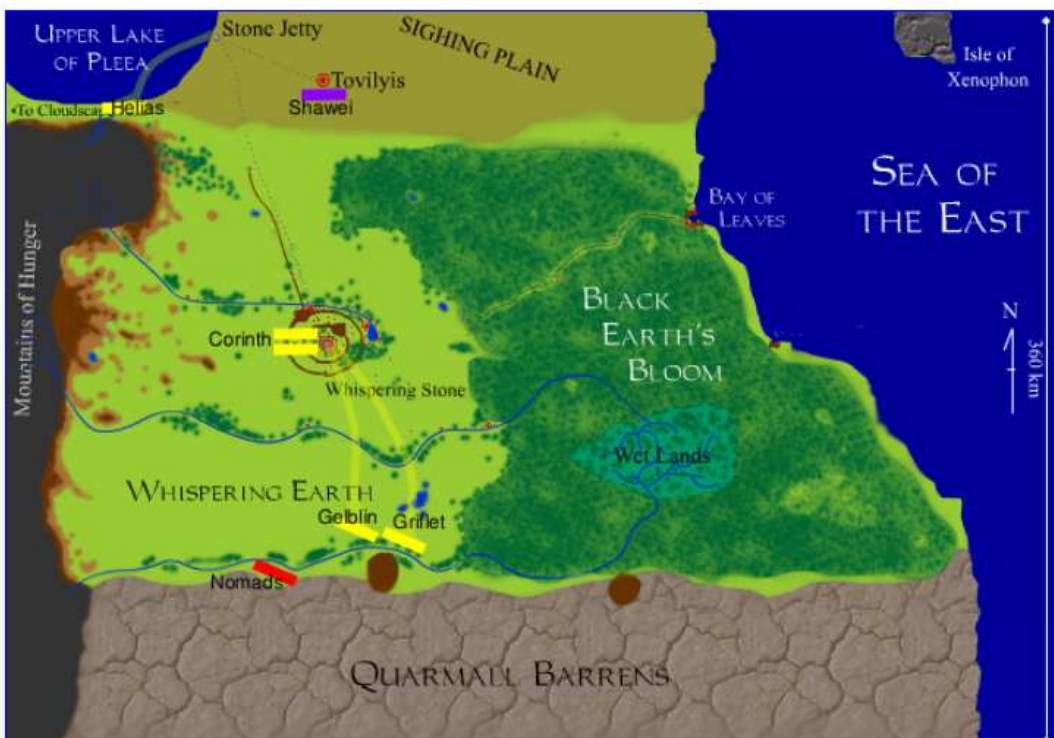 UPPER LAKE
OF PLEEA
Stone Jetty
SIGHING PLAIN
Isle of
Xenophon
Tovilyis
Shawei
To Cloudscar
Helias
SEA OF
THE EAST
BAY OF
LEAVES
Mountains of Hunger
BLACK
EARTH'S
BLOOM
N
360 km
Corinth
Whispering Stone
Wet Lands
WHISPERING EARTH
Gelblin
Griflet
Nomads
QUARMALL BARRENS